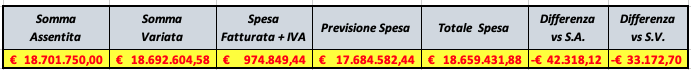 Somma Assentita | Somma Variata | Spesa Fatturata + IVA | Previsione Spesa | Totale Spesa | Differenza vs S.A. | Differenza vs S.V.
€ 18.701.750,00 | € 18.692.604,58 | € 974.849,44 | € 17.684.582,44 | € 18.659.431,88 | -€ 42.318,12 | -€ 33.172,70